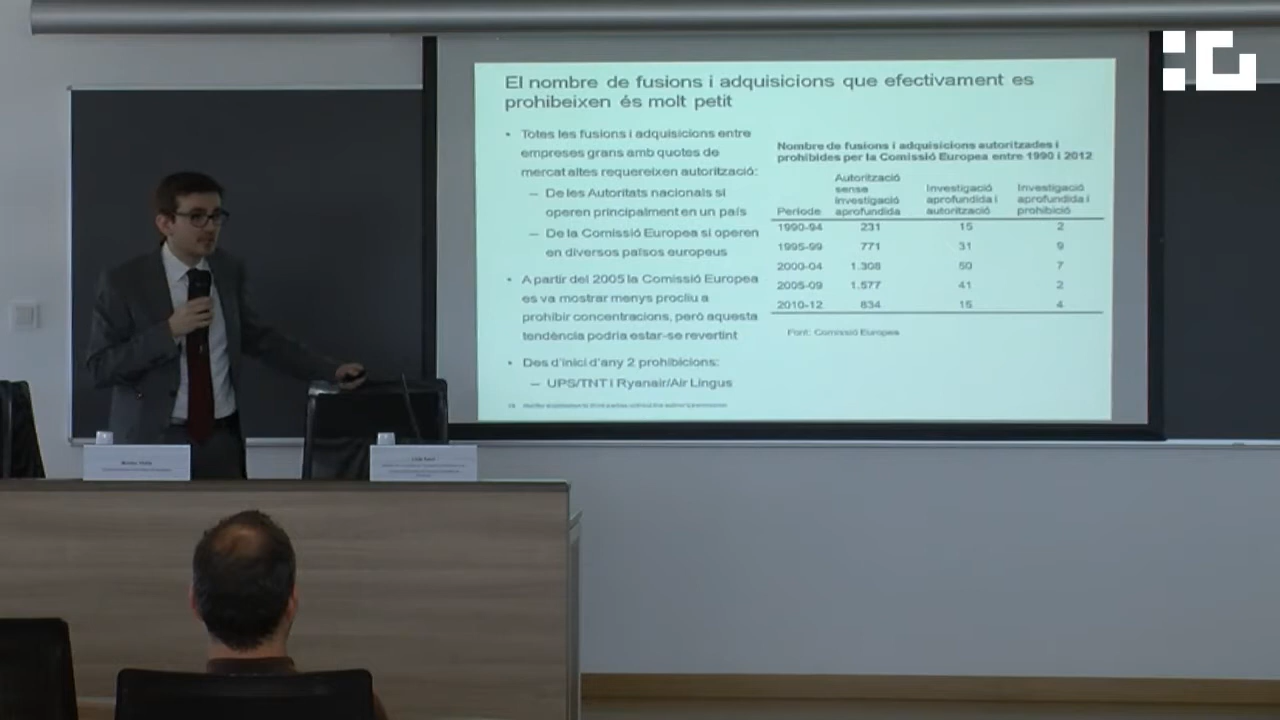 El nombre de fusions i adquisicions que efectivament es
prohibeixen és molt petit
• Totes les fusions i adquisicions entre
empreses grans amb quotes de
mercat altes requereixen autorització:
– De les Autoritats nacionals si
operen principalment en un país
– De la Comissió Europea si operen
en diversos països europeus
• A partir del 2005 la Comissió Europea
es va mostrar menys procliu a
prohibir concentracions, però aquesta
tendència podria estar-se revertint
• Des d'inici d'any 2 prohibicions:
– UPS/TNT i Ryanair/Air Lingus
Nombre de fusions i adquisicions autoritzades i
prohibides per la Comissió Europea entre 1990 i 2012
Període
Autorització
sense
investigació
aprofundida
Investigació
aprofundida i
autorització
Investigació
aprofundida i
prohibició
1990-94 231 15 2
1995-99 771 31 9
2000-04 1.308 50 7
2005-09 1.577 41 2
2010-12 834 15 4
Font: Comissió Europea